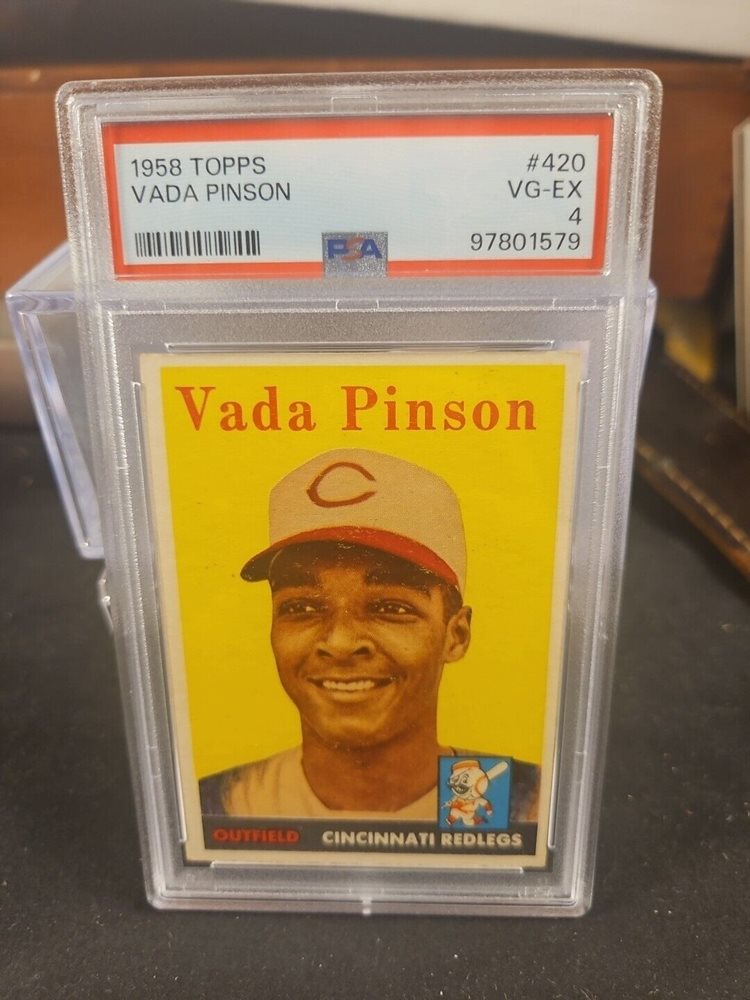 1958 TOPPS #420
VADA PINSON VG-EX
4
PSA 97801579
Vada Pinson
C
OUTFIELD CINCINNATI REDLEGS